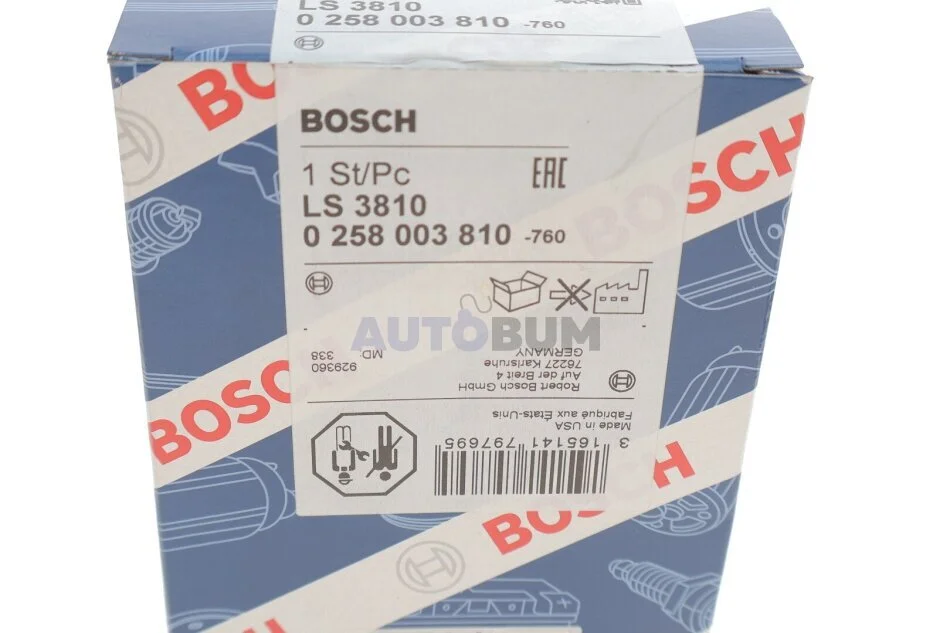 LS 3810
0 258 003 810 -760
BOSCH
1 St/Pc
EAC
LS 3810
0 258 003 810 -760
AUTOBUM
Robert Bosch GmbH
Auf der Breit 4
76227 Karlsruhe
GERMANY
MD: 338
929360
Made in USA
Fabriqué aux États-Unis
3 165141 797695
BOSCH
BOSCH
BOSCH
BOSCH